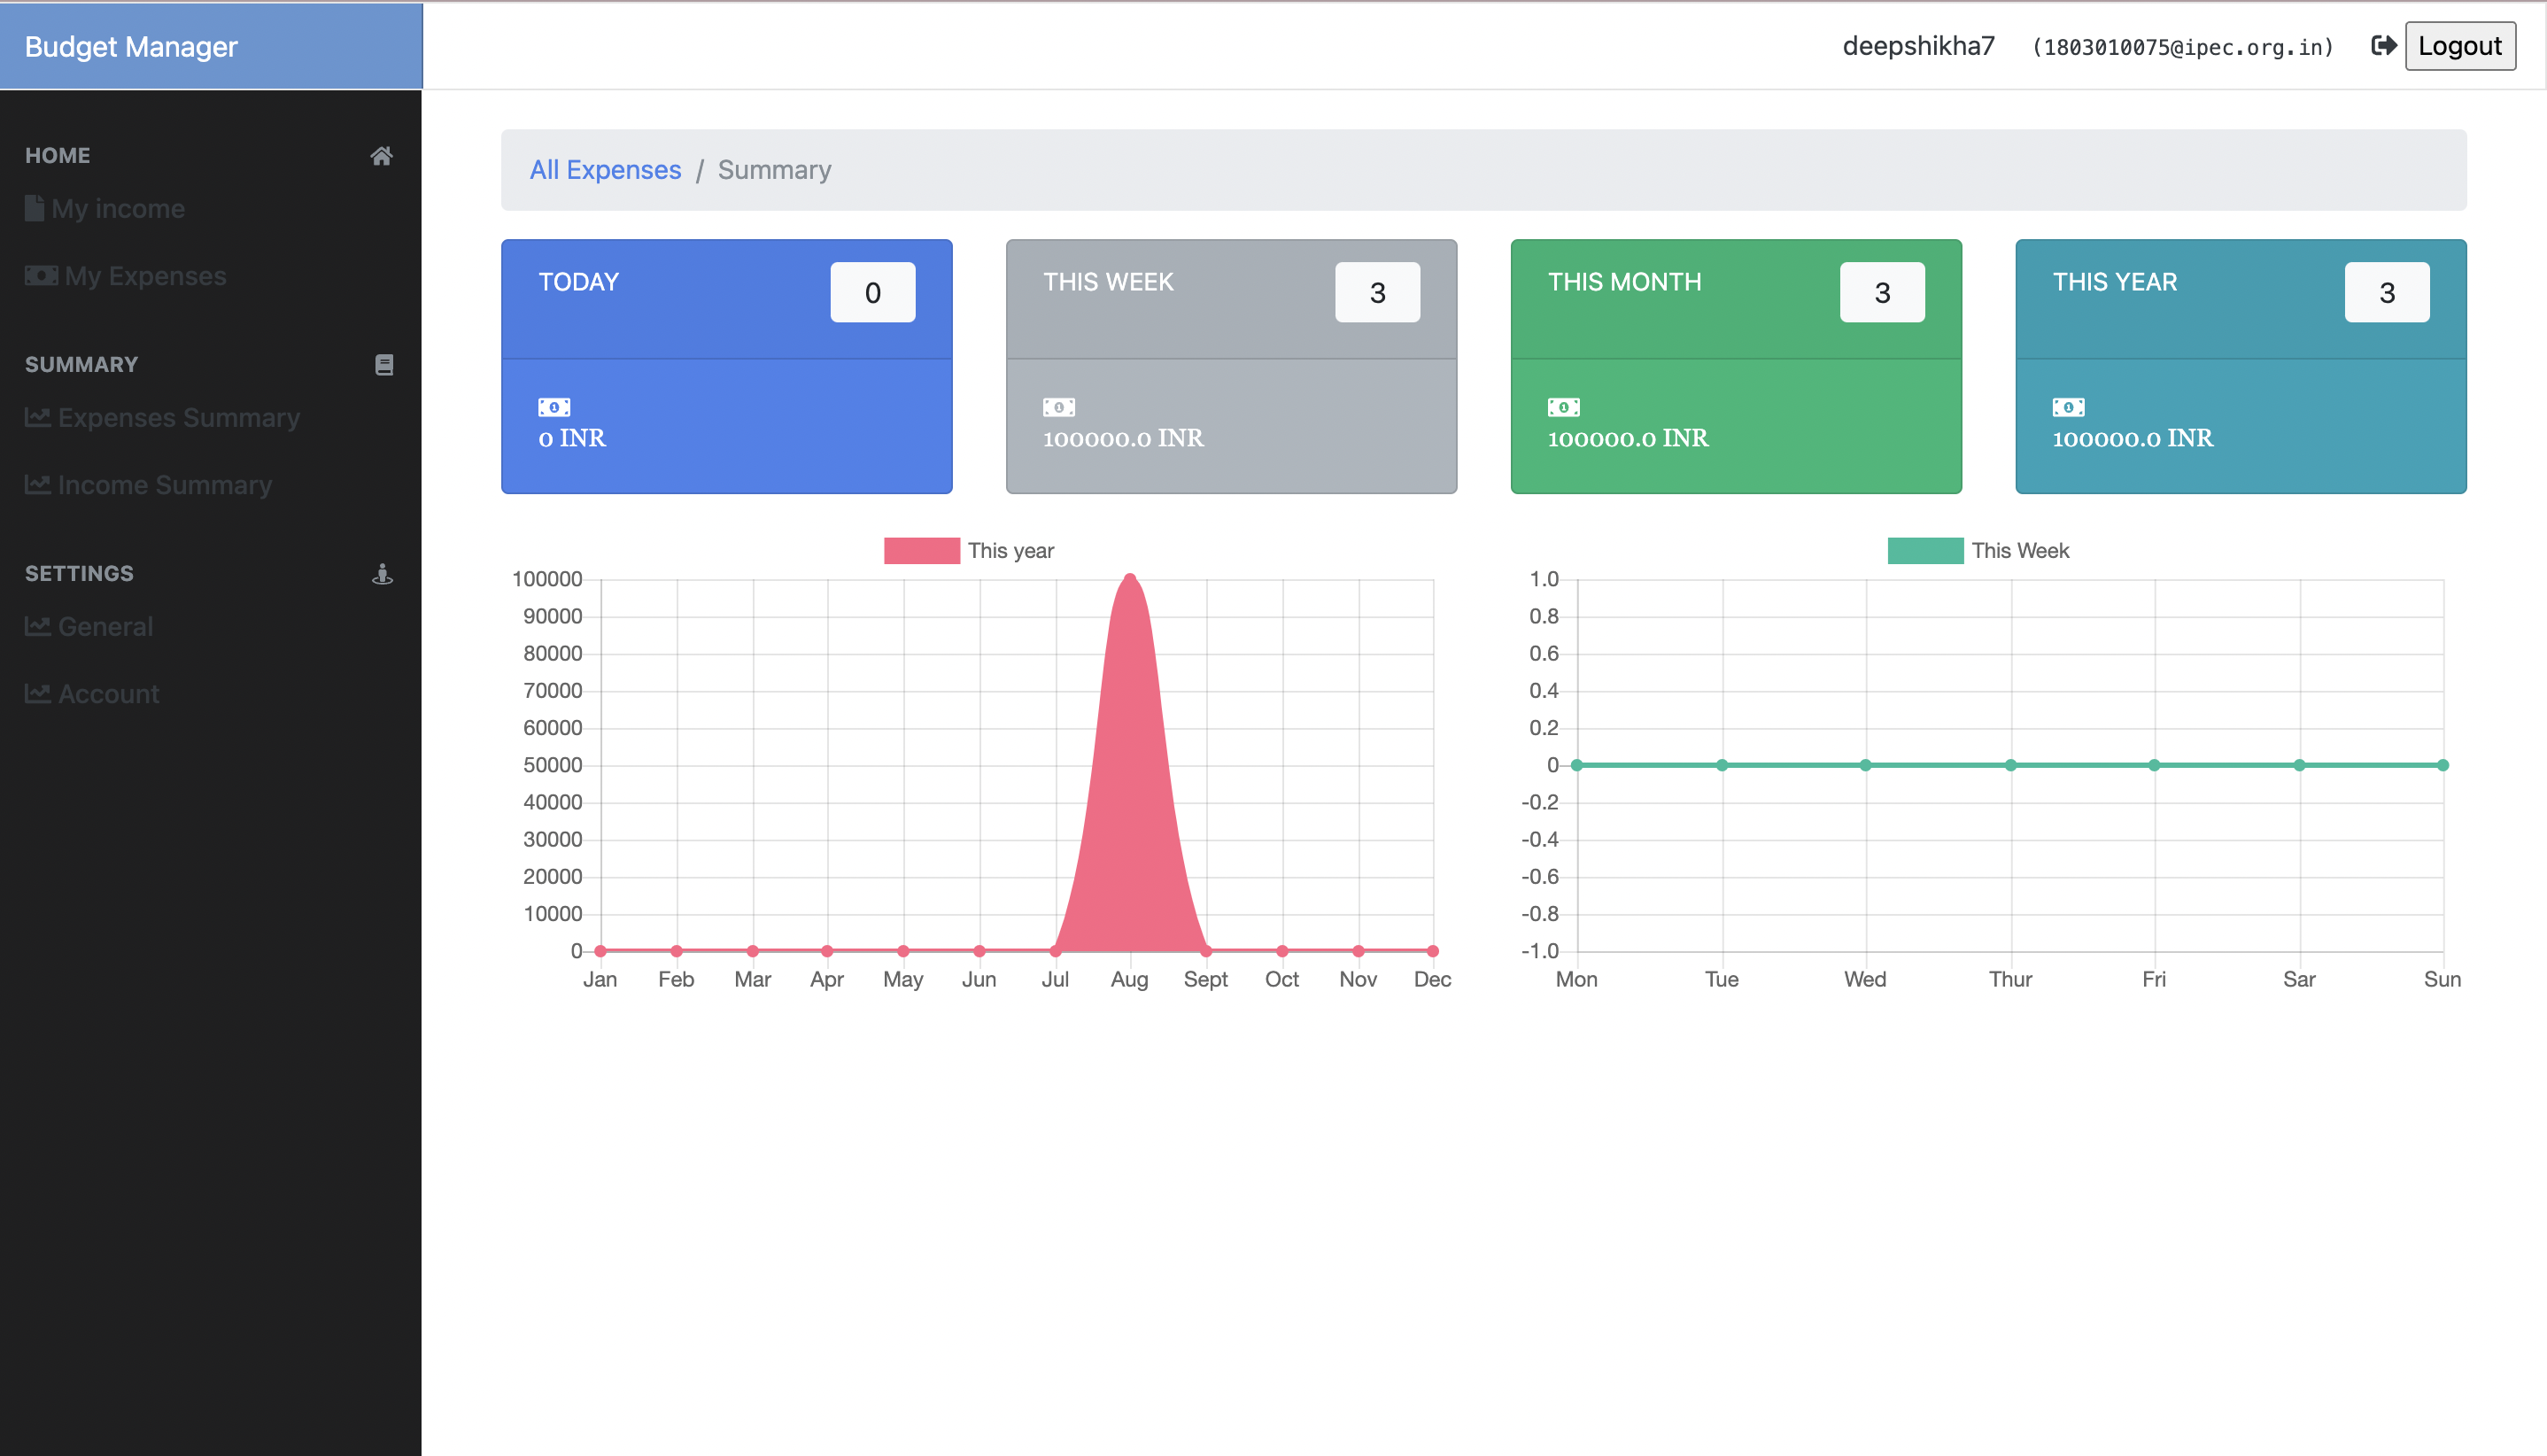 Budget Manager
deepshikha7 (1803010075@ipec.org.in) Logout
HOME
My income
My Expenses
SUMMARY
Expenses Summary
Income Summary
SETTINGS
General
Account
All Expenses / Summary
TODAY 0
0 INR
THIS WEEK 3
100000.0 INR
THIS MONTH 3
100000.0 INR
THIS YEAR 3
100000.0 INR
This year
100000
90000
80000
70000
60000
50000
40000
30000
20000
10000
0
Jan Feb Mar Apr May Jun Jul Aug Sept Oct Nov Dec
This Week
1.0
0.8
0.6
0.4
0.2
0
-0.2
-0.4
-0.6
-0.8
-1.0
Mon Tue Wed Thur Fri Sar Sun